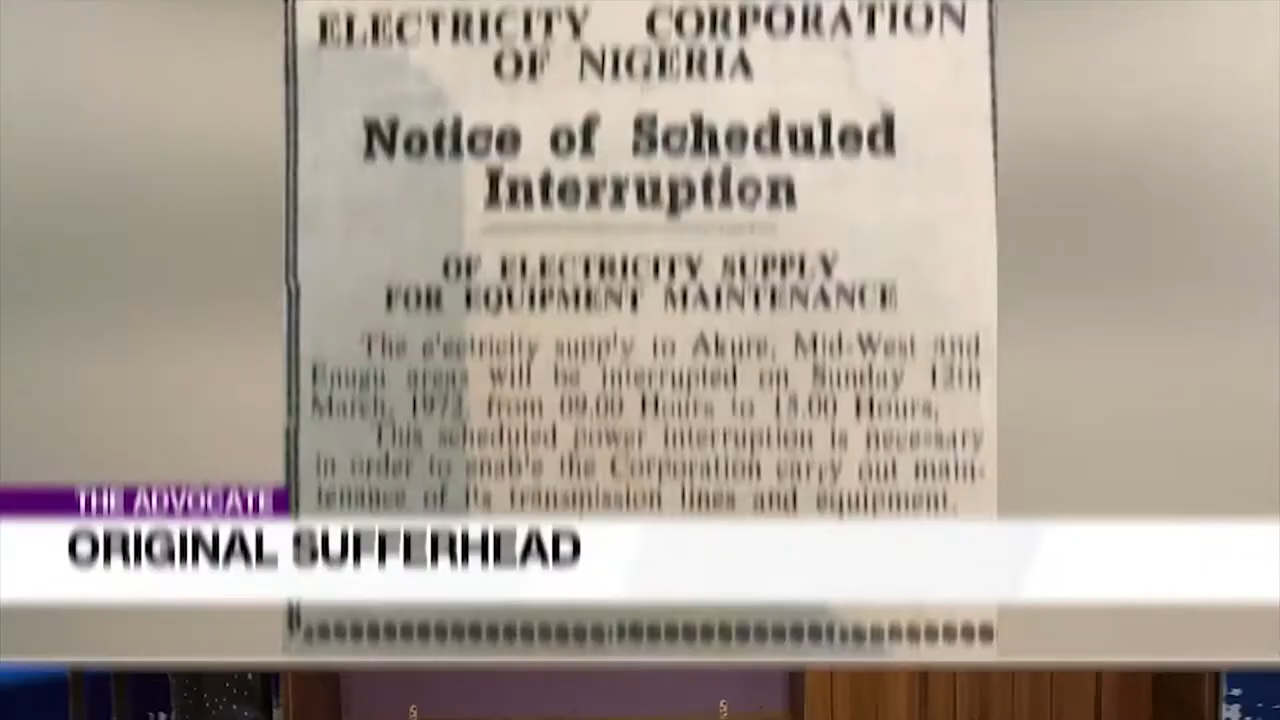 ELECTRICITY CORPORATION
OF NIGERIA
Notice of Scheduled
Interruption
OF ELECTRICITY SUPPLY
FOR EQUIPMENT MAINTENANCE
The electricity supply to Akure, Mid-West and
Enugu areas will be interrupted on Sunday 12th
March, 1972, from 09.00 Hours to 15.00 Hours.
This scheduled power interruption is necessary
in order to enable the Corporation carry out main-
tenance of its transmission lines and equipment.
THE ADVOCATE
ORIGINAL SUFFERHEAD